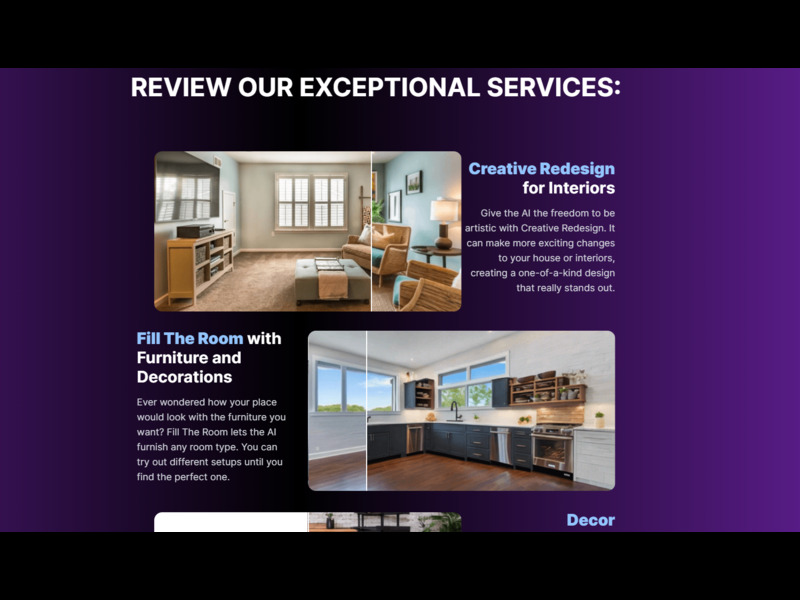 REVIEW OUR EXCEPTIONAL SERVICES:
Creative Redesign
for Interiors
Give the AI the freedom to be
artistic with Creative Redesign. It
can make more exciting changes
to your house or interiors,
creating a one-of-a-kind design
that really stands out.
Fill The Room with
Furniture and
Decorations
Ever wondered how your place
would look with the furniture you
want? Fill The Room lets the AI
furnish any room type. You can
try out different setups until you
find the perfect one.
Decor